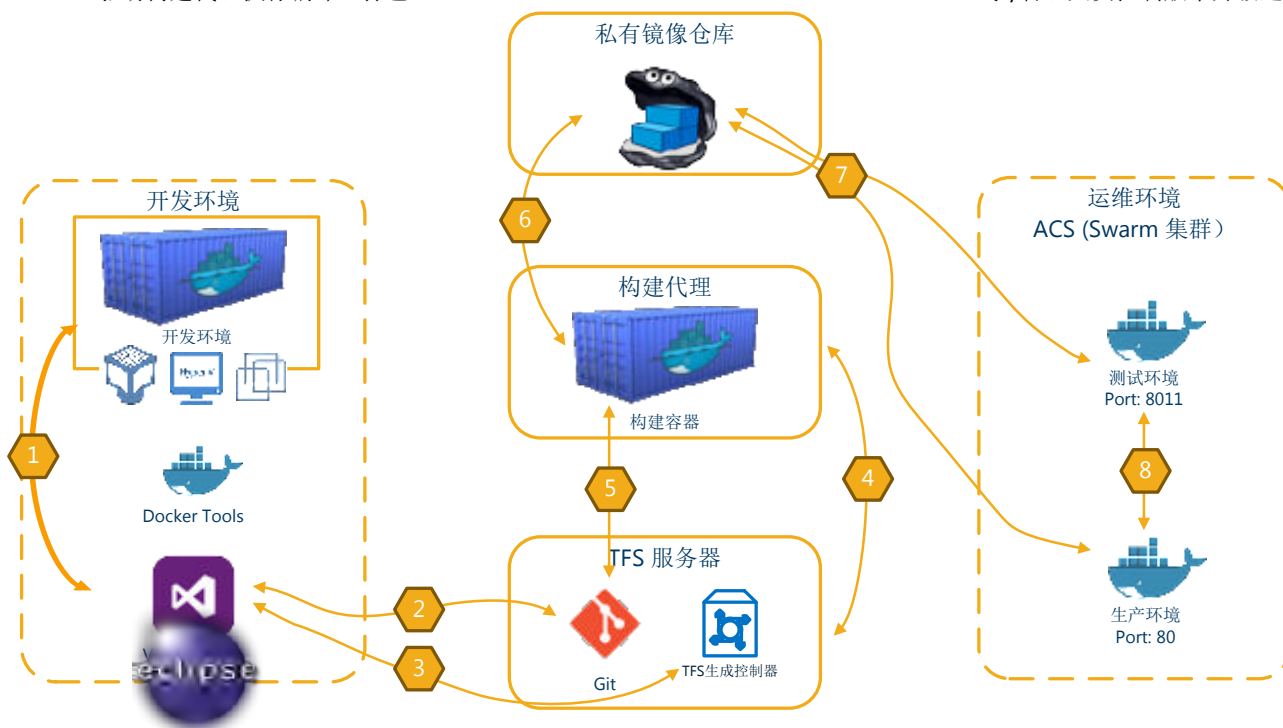 私有镜像仓库
7
6
开发环境
运维环境
ACS (Swarm 集群）
构建代理
开发环境
Hyper-V
测试环境
Port: 8011
构建容器
1
5
4
8
Docker Tools
TFS 服务器
2
3
eclipse
Git
TFS生成控制器
生产环境
Port: 80